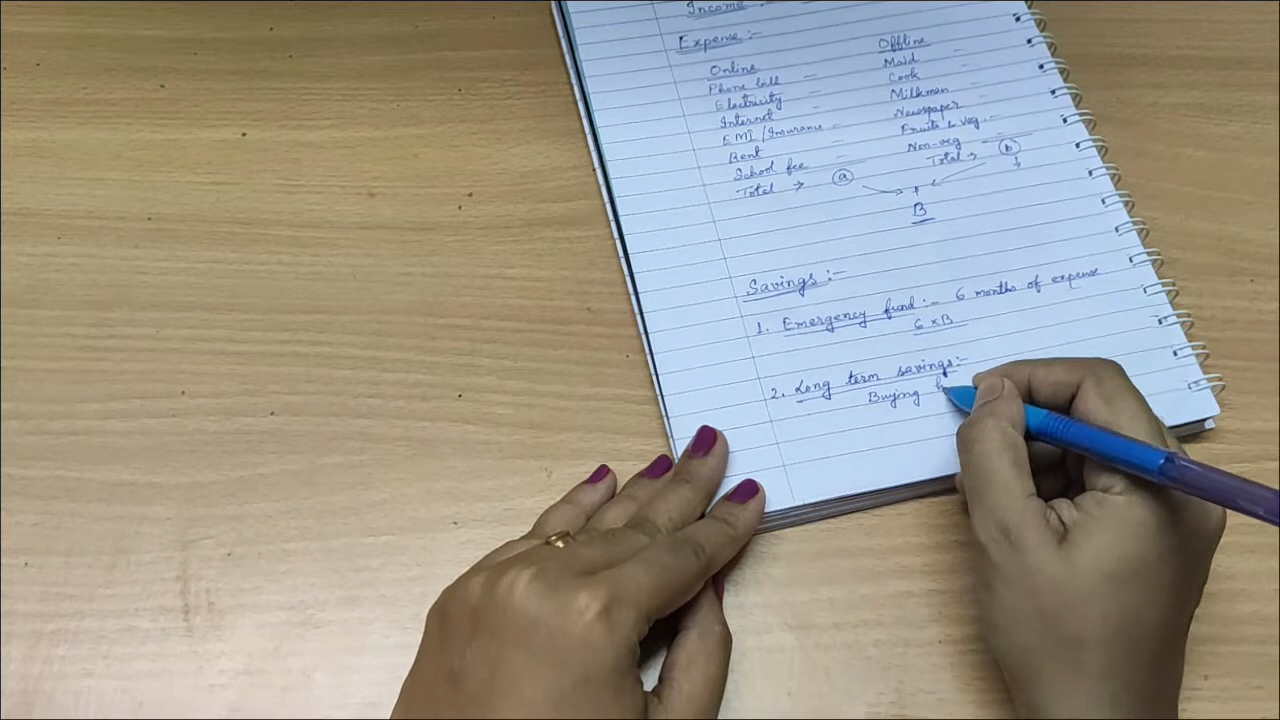 Income :-
Expense :-
Online
Phone bill -
Electricity -
Internet -
EMI/Insurance -
Rent -
School fee -
Total → a
Offline
Maid -
Cook -
Milkman -
Newspaper -
Fruits & veg. -
Non-veg -
Total → b
B
Savings :-
1. Emergency fund :- 6 months of expense
6 x B
2. Long term savings :-
Buying